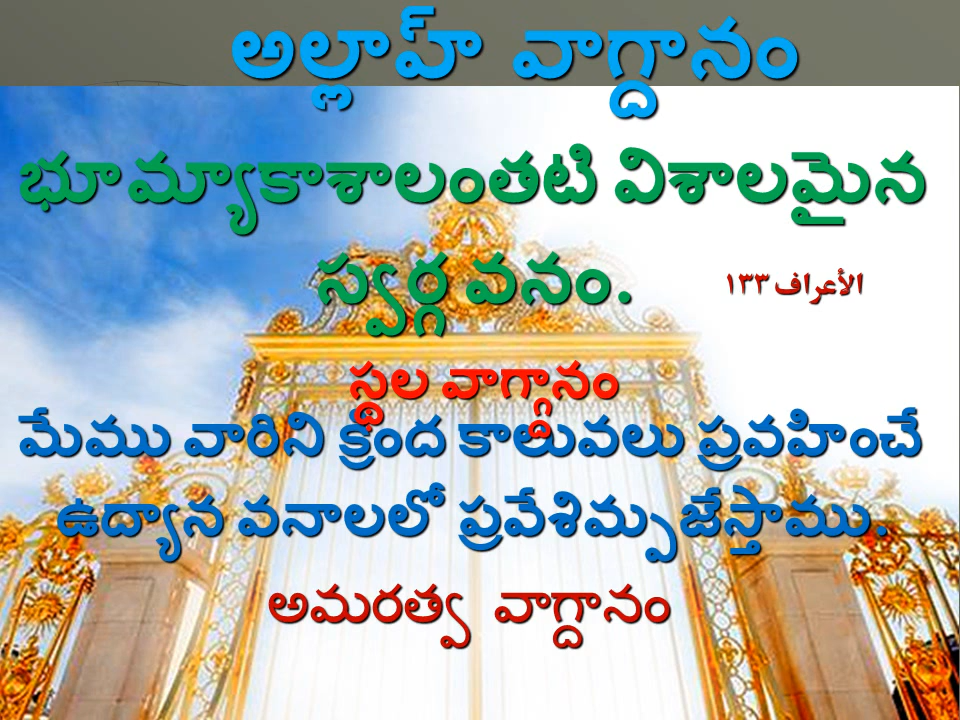 అల్లాహ్ వాగ్దానం
భూమ్యాకాశాలంతటి విశాలమైన
స్వర్గ వనం.
الأعراف ١٣٣
స్థల వాగ్దానం
మేము వారిని క్రింద కాలువలు ప్రవహించే
ఉద్యాన వనాలలో ప్రవేశిమ్పజేస్తాము.
అమరత్వ వాగ్దానం